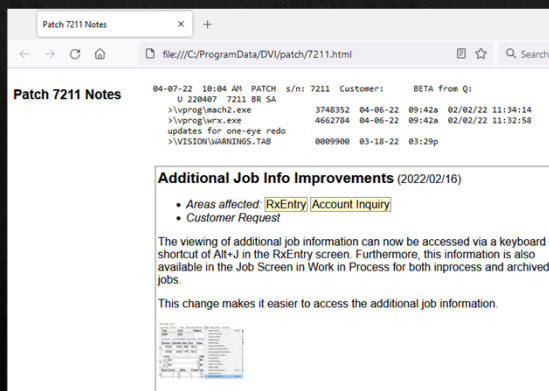 Patch 7211 Notes
file:///C:/ProgramData/DVI/patch/7211.html
Search
Patch 7211 Notes
04-07-22 10:04 AM PATCH s/n: 7211 Customer: BETA from Q:
U 220407 7211 BR SA
>\vprog\mach2.exe 3748352 04-06-22 09:42a 02/02/22 11:34:14
>\vprog\wrx.exe 4662784 04-06-22 09:42a 02/02/22 11:32:58
updates for one-eye redo
>\VISION\WARNINGS.TAB 0009900 03-18-22 03:29p
Additional Job Info Improvements (2022/02/16)
• Areas affected: RxEntry Account Inquiry
• Customer Request
The viewing of additional job information can now be accessed via a keyboard
shortcut of Alt+J in the RxEntry screen. Furthermore, this information is also
available in the Job Screen in Work in Process for both inprocess and archived
jobs.
This change makes it easier to access the additional job information.